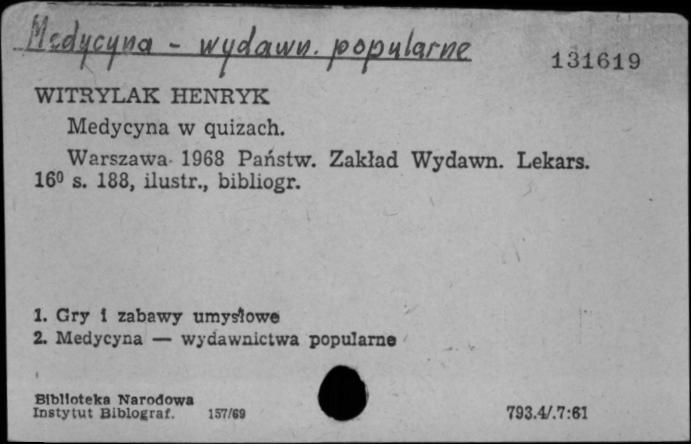 Medycyna - wydawn. popularne
131619
WITRYLAK HENRYK
Medycyna w quizach.
Warszawa 1968 Państw. Zakład Wydawn. Lekars.
16⁰ s. 188, ilustr., bibliogr.
1. Gry i zabawy umysłowe
2. Medycyna — wydawnictwa popularne
Biblioteka Narodowa
Instytut Bibliograf. 157/69
793.4/.7:61